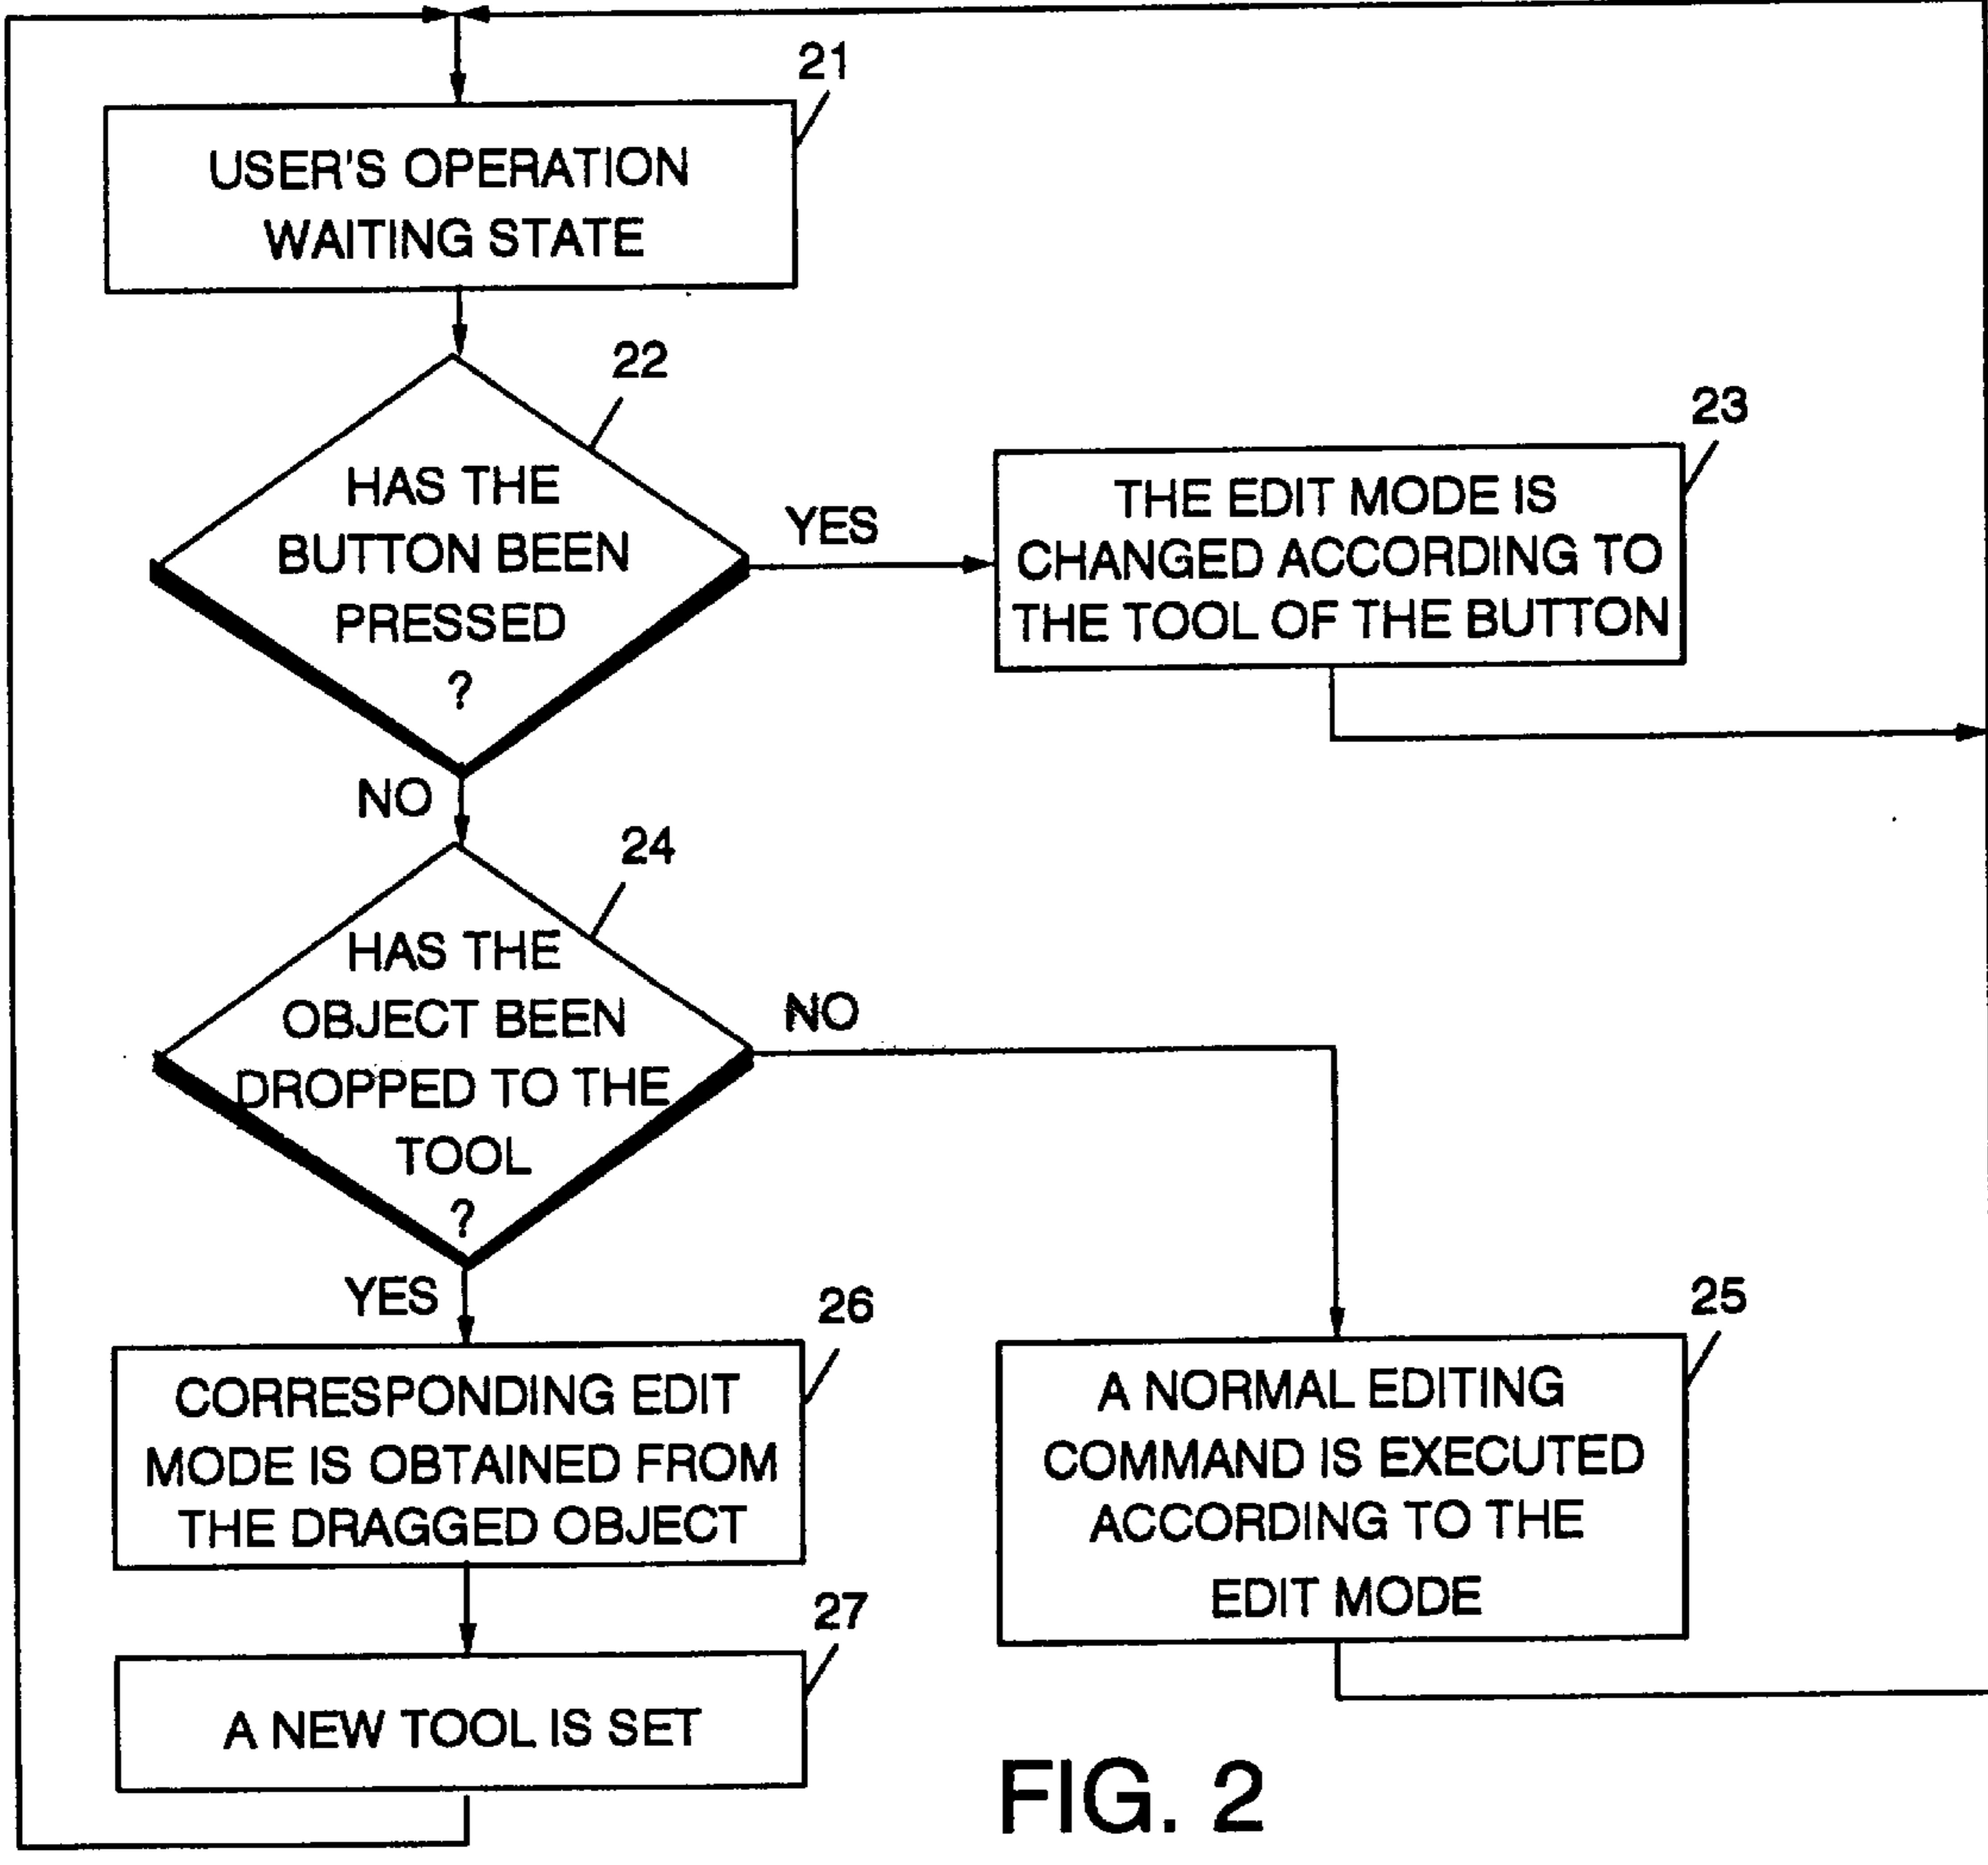 21
USER'S OPERATION
WAITING STATE
22
HAS THE
BUTTON BEEN
PRESSED
?
YES
23
THE EDIT MODE IS
CHANGED ACCORDING TO
THE TOOL OF THE BUTTON
NO
24
HAS THE
OBJECT BEEN
DROPPED TO THE
TOOL
?
NO
YES
26
CORRESPONDING EDIT
MODE IS OBTAINED FROM
THE DRAGGED OBJECT
25
A NORMAL EDITING
COMMAND IS EXECUTED
ACCORDING TO THE
EDIT MODE
27
A NEW TOOL IS SET
FIG. 2